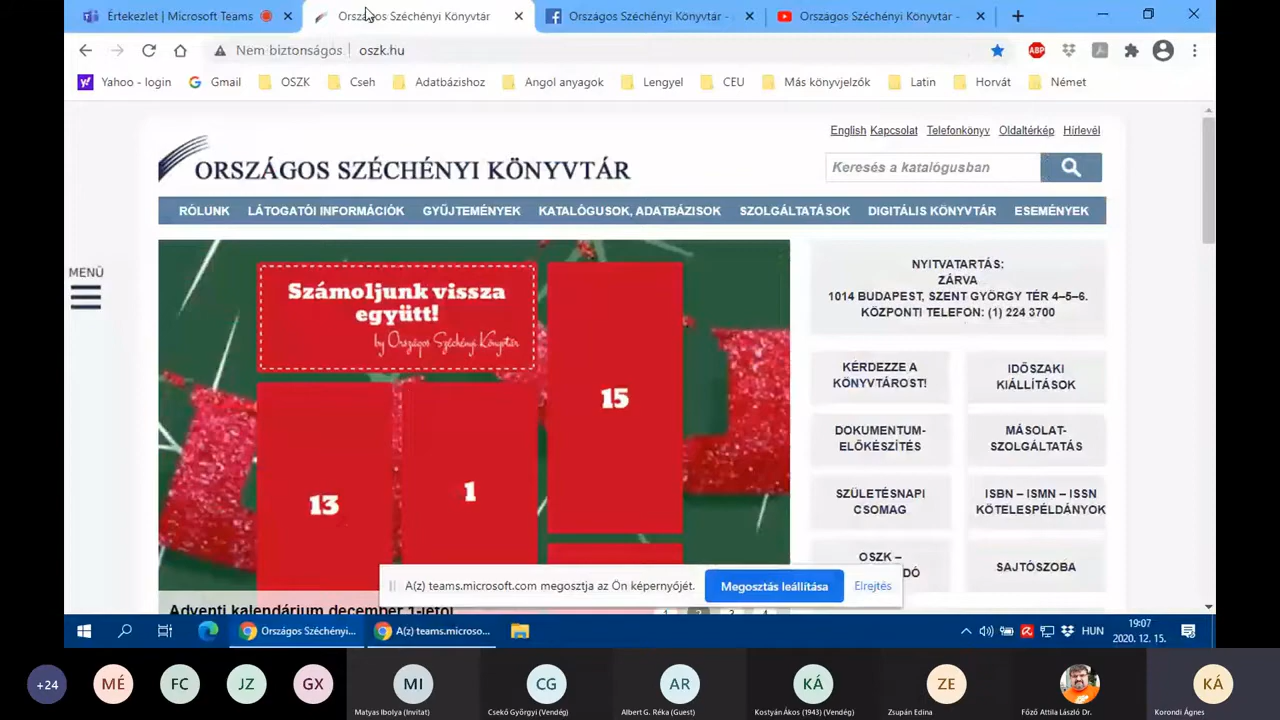 Értekezlet | Microsoft Teams
Országos Széchényi Könyvtár
Országos Széchényi Könyvtár -
Országos Széchényi Könyvtár -
Nem biztonságos
oszk.hu
ABP
Yahoo - login
Gmail
OSZK
Cseh
Adatbázishoz
Angol anyagok
Lengyel
CEU
Más könyvjelzők
Latin
Horvát
Német
English Kapcsolat Telefonkönyv Oldaltérkép Hírlevél
ORSZÁGOS SZÉCHÉNYI KÖNYVTÁR
Keresés a katalógusban
RÓLUNK LÁTOGATÓI INFORMÁCIÓK GYŰJTEMÉNYEK KATALÓGUSOK, ADATBÁZISOK SZOLGÁLTATÁSOK DIGITÁLIS KÖNYVTÁR ESEMÉNYEK
MENÜ
Számoljunk vissza
együtt!
by Országos Széchényi Könyvtár
15
13
1
Adventi kalendárium december 1-jétől
1 2 3 4
NYITVATARTÁS:
ZÁRVA
1014 BUDAPEST, SZENT GYÖRGY TÉR 4–5–6.
KÖZPONTI TELEFON: (1) 224 3700
KÉRDEZZE A
KÖNYVTÁROST!
IDŐSZAKI
KIÁLLÍTÁSOK
DOKUMENTUM-
ELŐKÉSZÍTÉS
MÁSOLAT-
SZOLGÁLTATÁS
SZÜLETÉSNAPI
CSOMAG
ISBN – ISMN – ISSN
KÖTELESPÉLDÁNYOK
OSZK –
SAJTÓSZOBA
A(z) teams.microsoft.com megosztja az Ön képernyőjét.
Megosztás leállítása
Elrejtés
Országos Széchényi...
A(z) teams.microso...
HUN
19:07
2020. 12. 15.
+24
MÉ
FC
JZ
GX
MI
Matyas Ibolya (Invitat)
CG
Csekő Györgyi (Vendég)
AR
Albert G. Réka (Guest)
KÁ
Kostyán Ákos (1943) (Vendég)
ZE
Zsupán Edina
Főző Attila László Dr.
KÁ
Korondi Ágnes